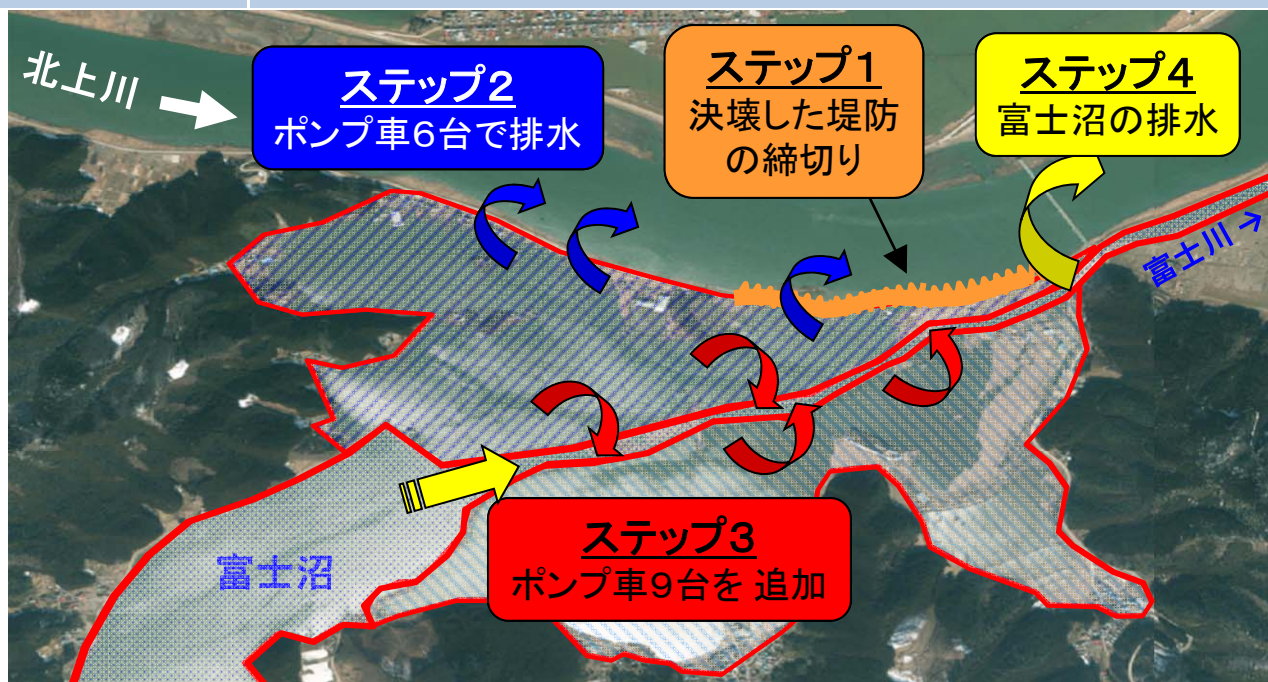 北上川
ステップ2
ポンプ車6台で排水
ステップ1
決壊した堤防
の締切り
ステップ4
富士沼の排水
富士川→
富士沼
ステップ3
ポンプ車9台を 追加